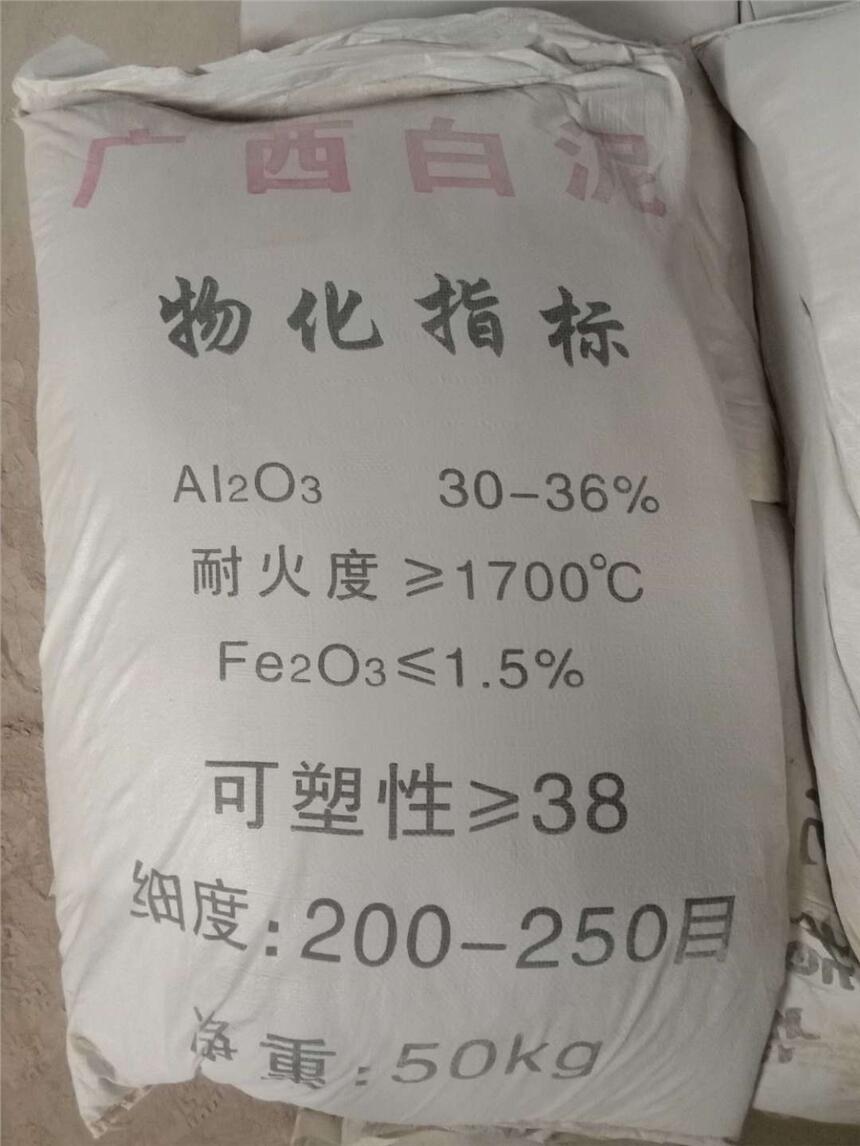 广西白泥
物化指标
Al2O3 30-36%
耐火度≥1700℃
Fe2O3≤1.5%
可塑性≥38
细度:200-250目
净重:50kg